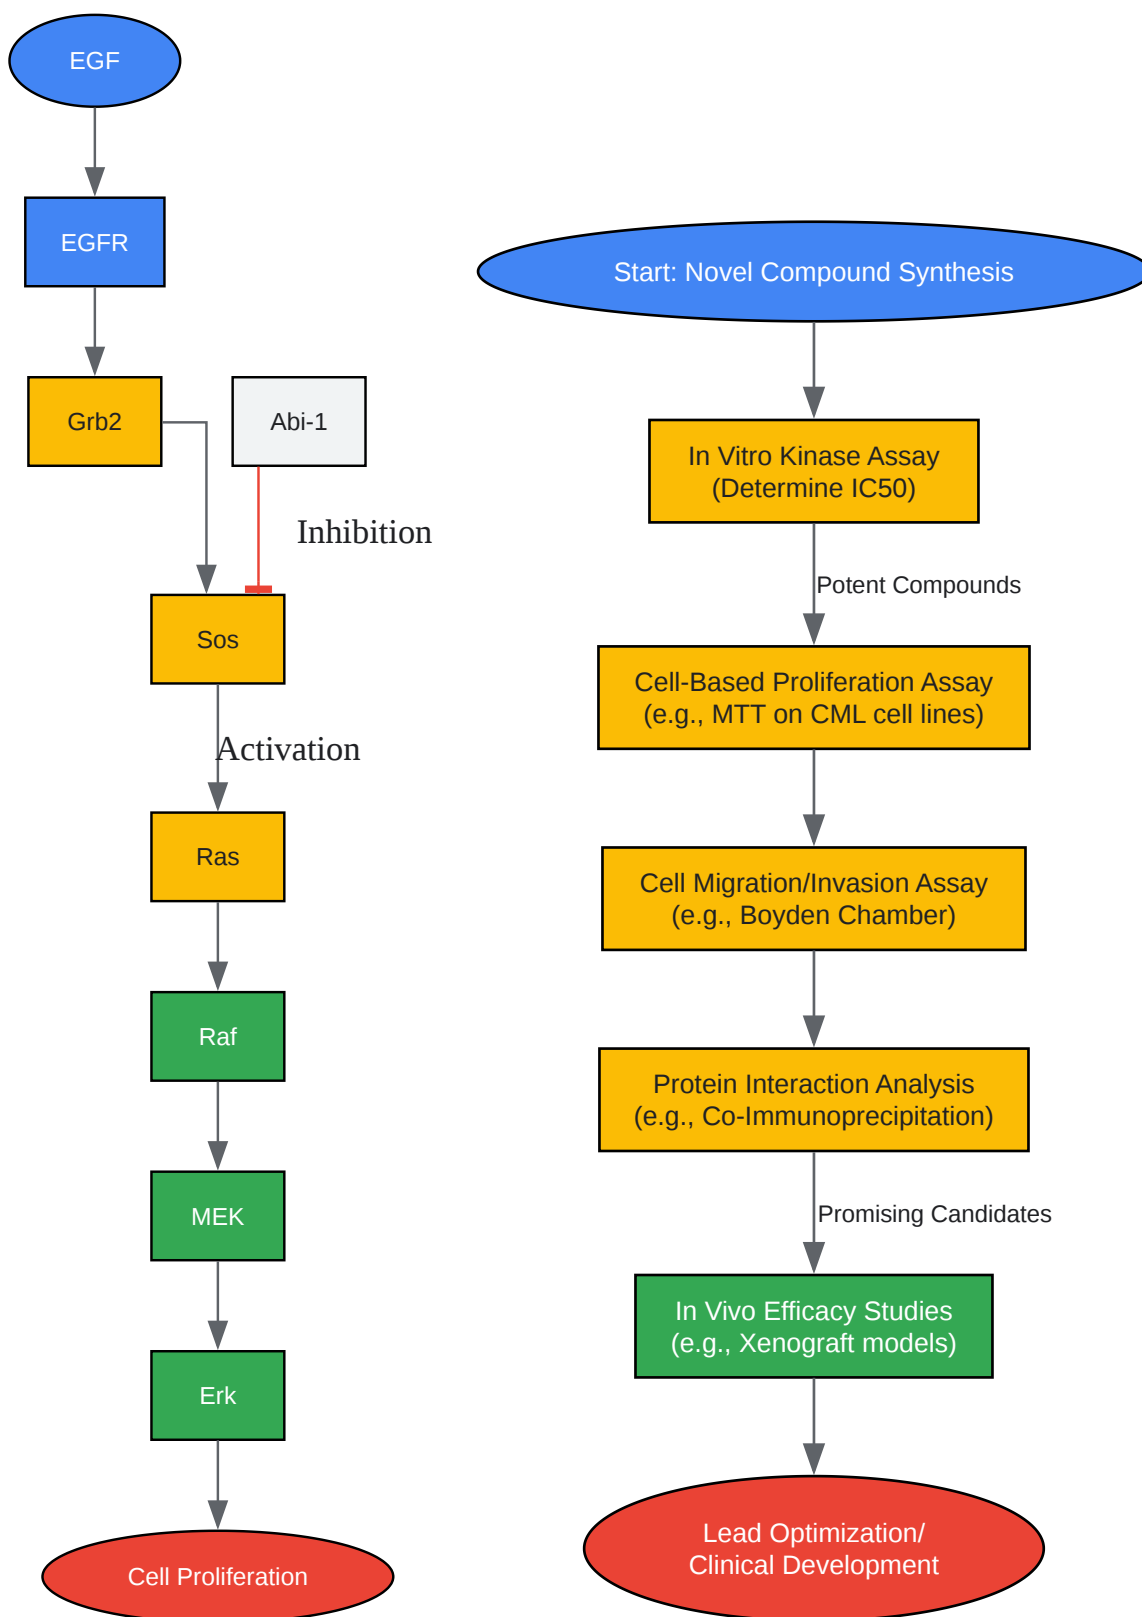 EGF
EGFR
Grb2
Abi-1
Inhibition
Sos
Activation
Ras
Raf
MEK
Erk
Cell Proliferation
Start: Novel Compound Synthesis
In Vitro Kinase Assay
(Determine IC50)
Potent Compounds
Cell-Based Proliferation Assay
(e.g., MTT on CML cell lines)
Cell Migration/Invasion Assay
(e.g., Boyden Chamber)
Protein Interaction Analysis
(e.g., Co-Immunoprecipitation)
Promising Candidates
In Vivo Efficacy Studies
(e.g., Xenograft models)
Lead Optimization/
Clinical Development